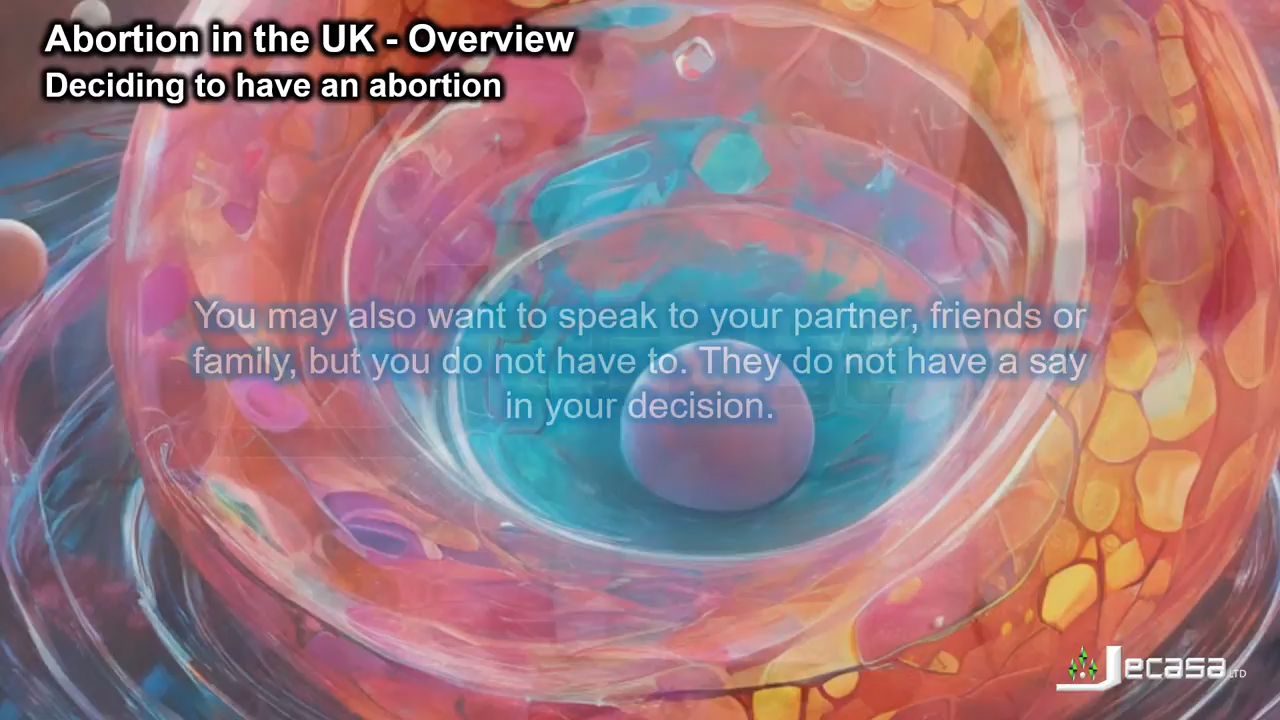 Abortion in the UK - Overview
Deciding to have an abortion
You may also want to speak to your partner, friends or
family, but you do not have to. They do not have a say
in your decision.
Jecasa LTD